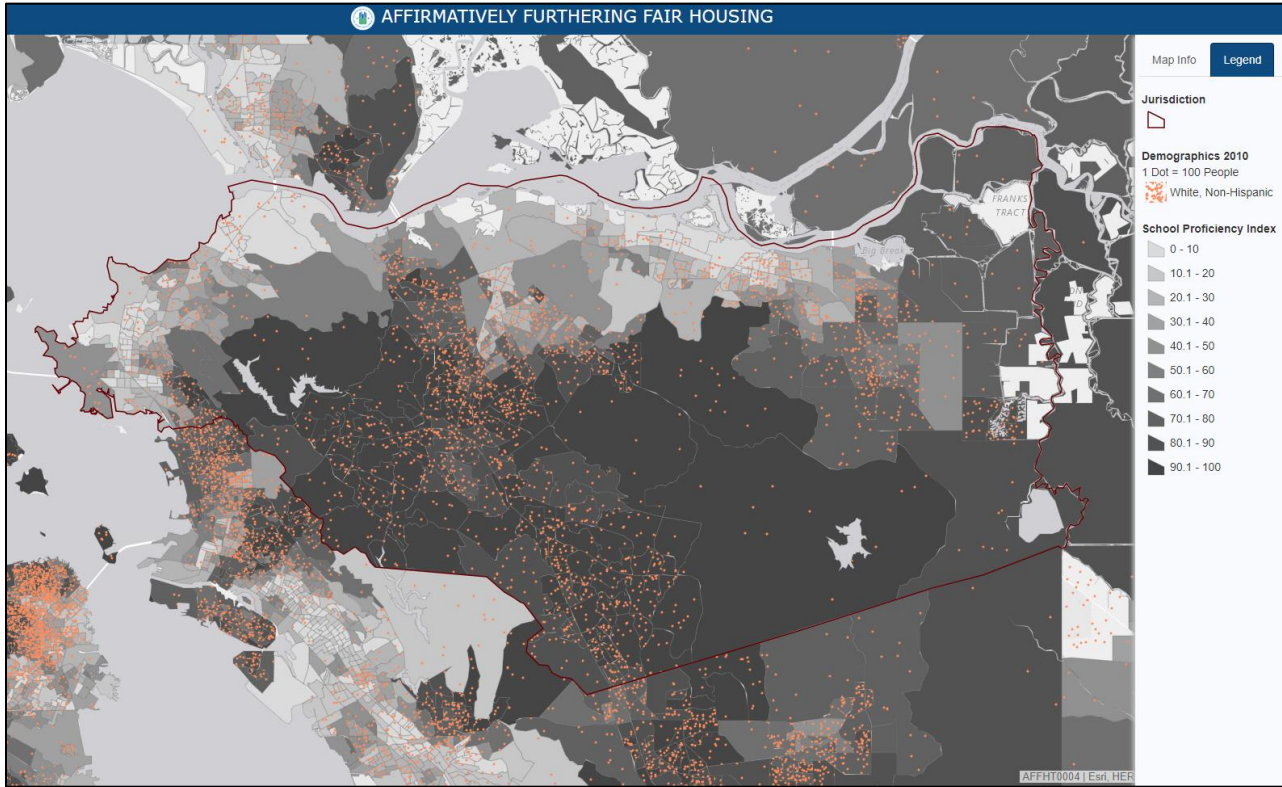 AFFIRMATIVELY FURTHERING FAIR HOUSING
Map Info
Legend
Jurisdiction
Demographics 2010
1 Dot = 100 People
White, Non-Hispanic
School Proficiency Index
0 - 10
10.1 - 20
20.1 - 30
30.1 - 40
40.1 - 50
50.1 - 60
60.1 - 70
70.1 - 80
80.1 - 90
90.1 - 100
FRANKS
TRACT
Big Break
AFFHT0004 | Esri, HER